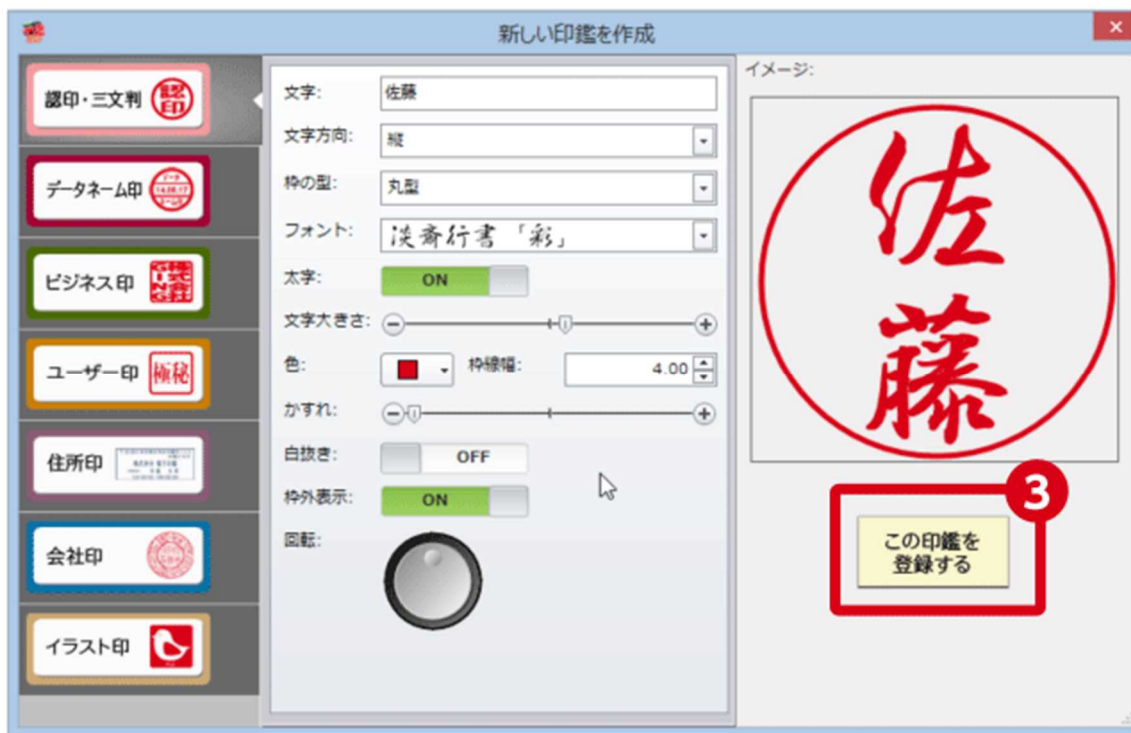 新しい印鑑を作成
認印・三文判
認印
データネーム印
ビジネス印
ユーザー印
極秘
住所印
会社印
イラスト印
文字:
佐藤
文字方向:
縦
枠の型:
丸型
フォント:
淡斎行書「彩」
太字:
ON
文字大きさ:
色:
枠線幅:
4.00
かすれ:
白抜き:
OFF
枠外表示:
ON
回転:
イメージ:
佐
藤
3
この印鑑を
登録する